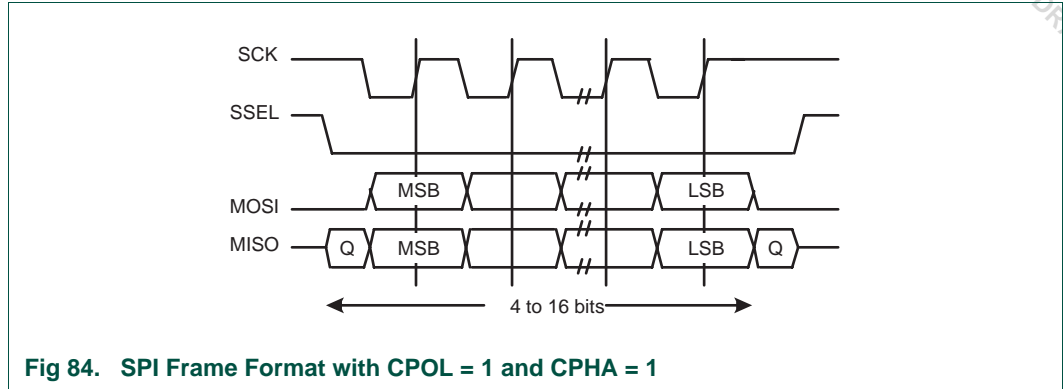 SCK
SSEL
MOSI MSB LSB
MISO Q MSB LSB Q
4 to 16 bits
Fig 84. SPI Frame Format with CPOL = 1 and CPHA = 1